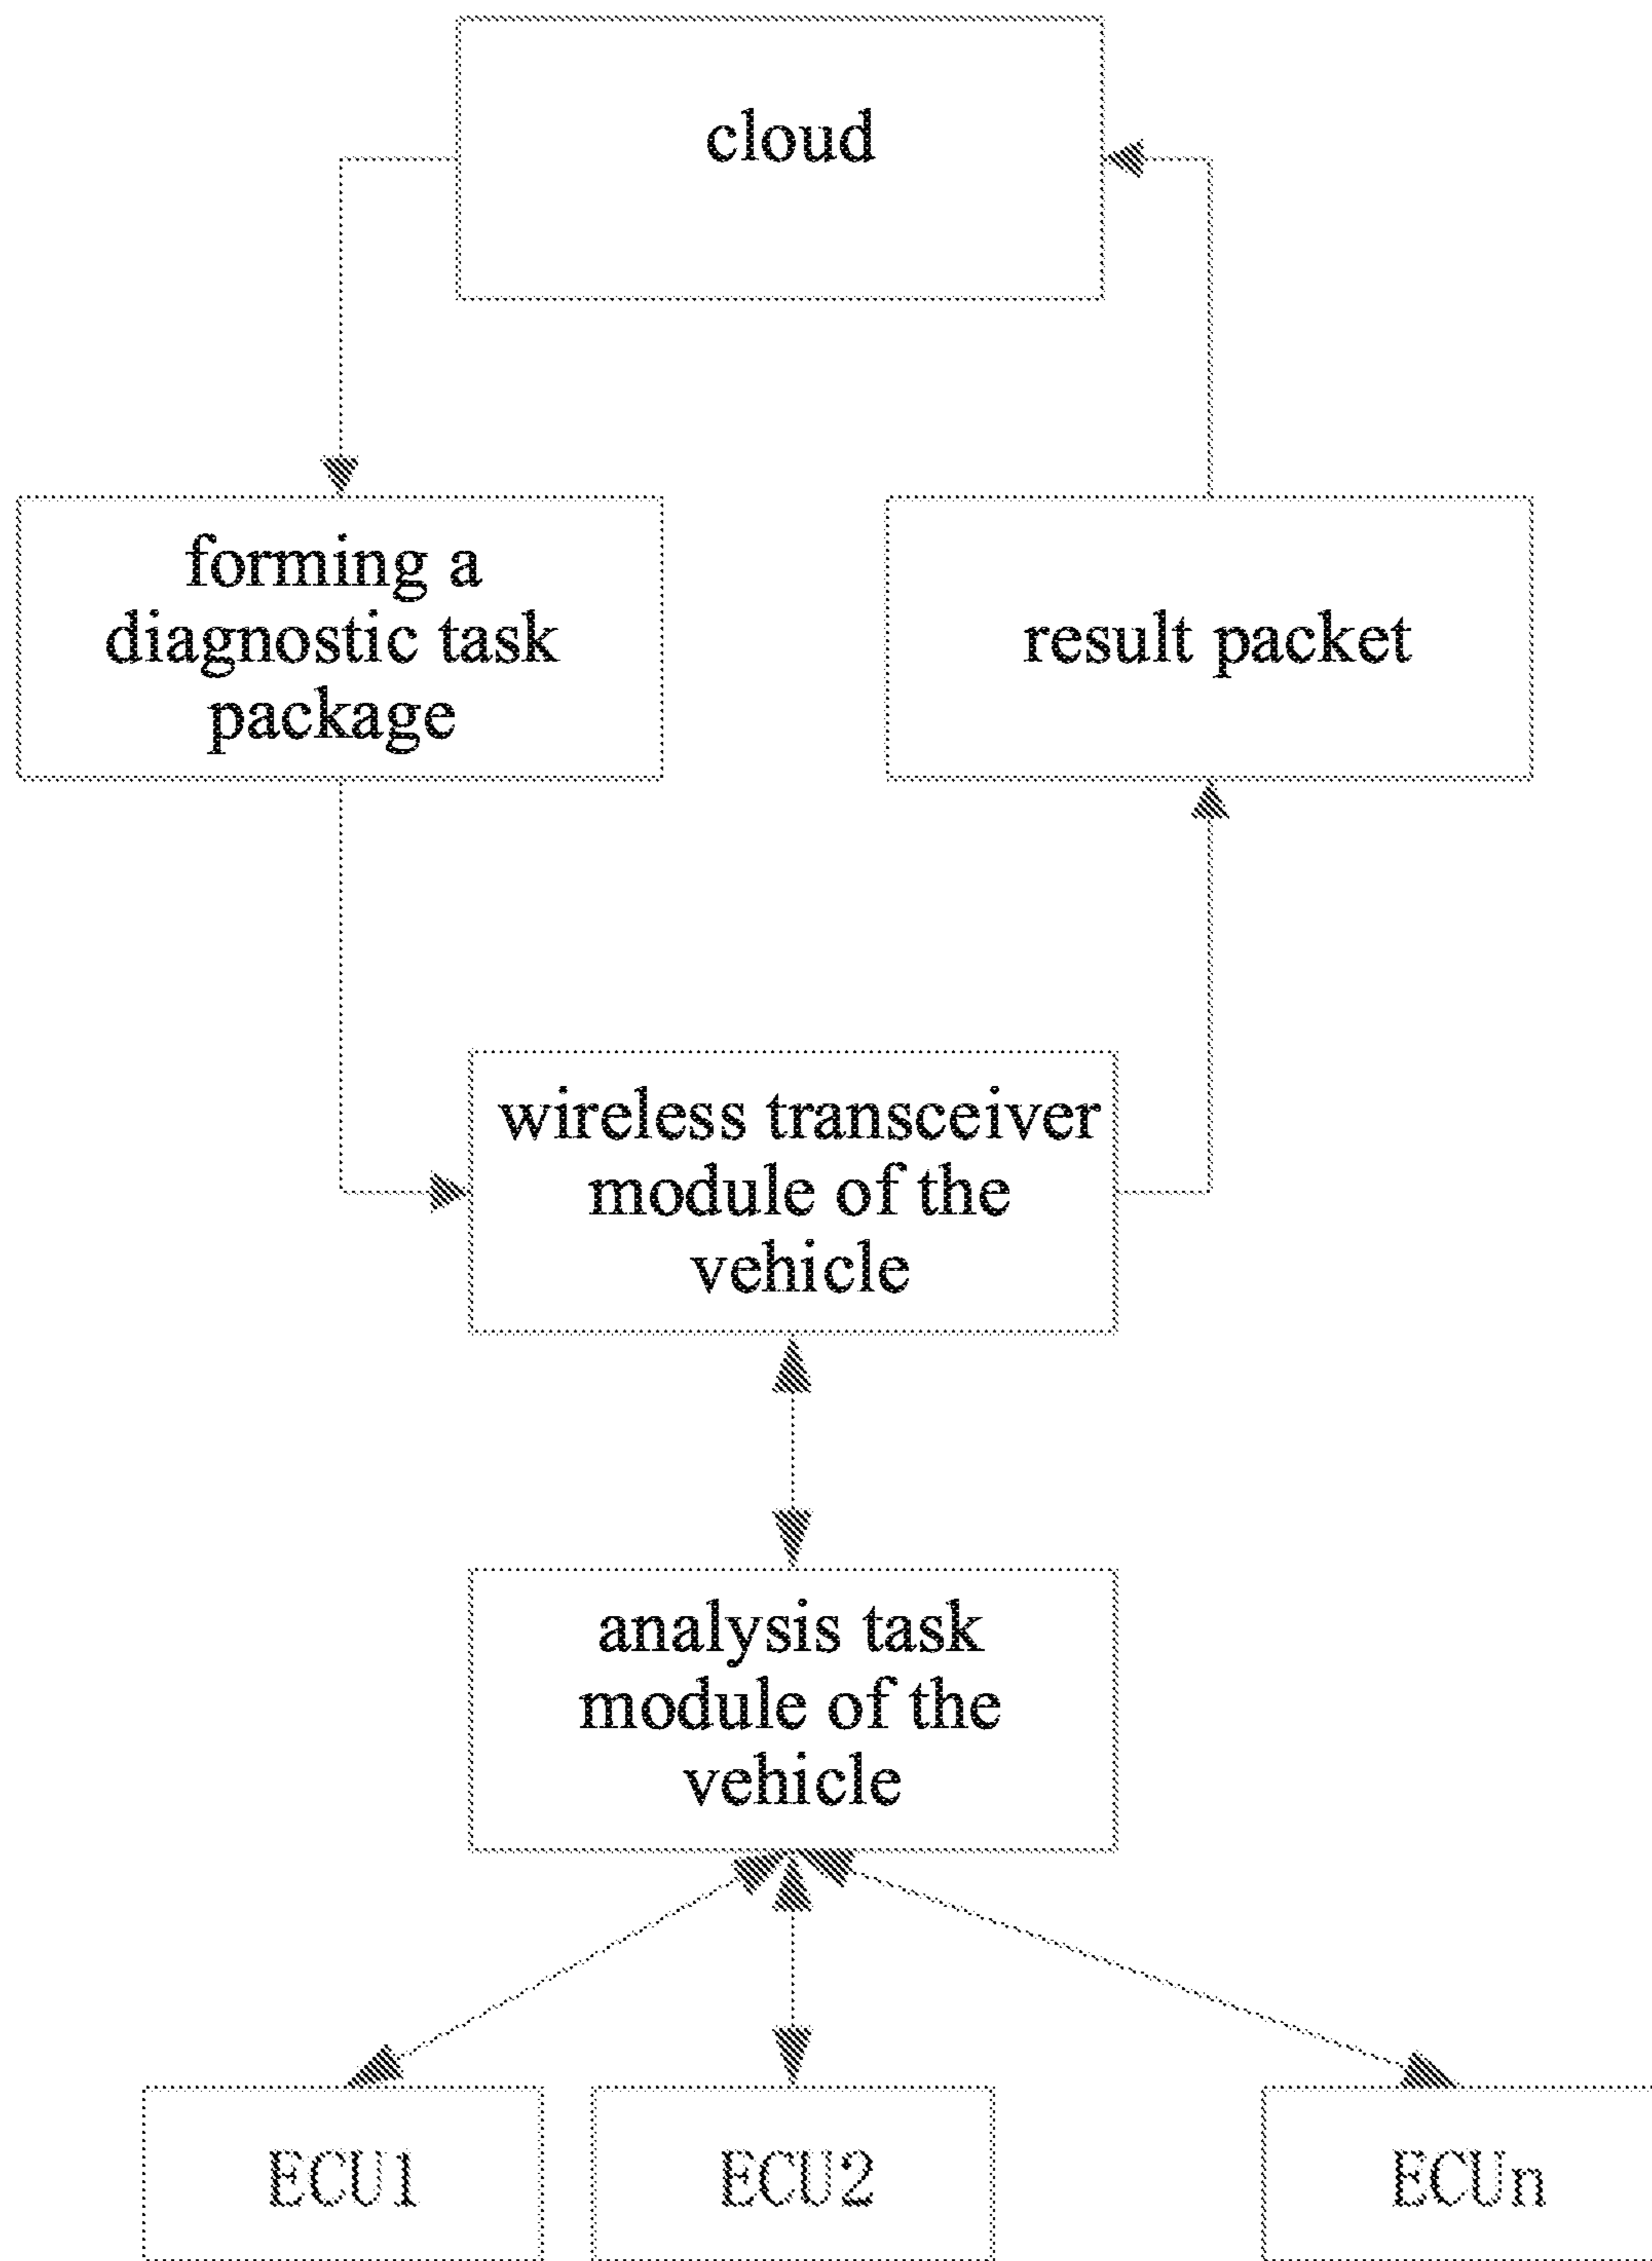 cloud
forming a
diagnostic task
package
result packet
wireless transceiver
module of the
vehicle
analysis task
module of the
vehicle
ECU1
ECU2
ECUn